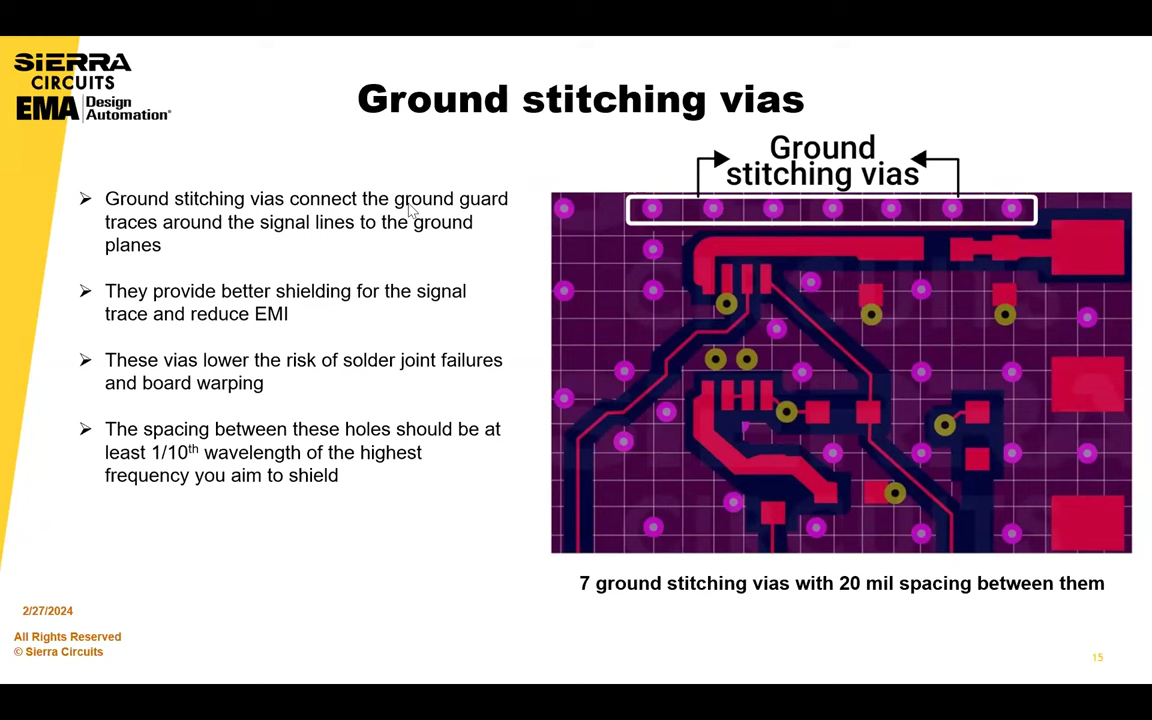 SIERRA
CIRCUITS
EMA Design
Automation®
Ground stitching vias
➢ Ground stitching vias connect the ground guard
traces around the signal lines to the ground
planes
➢ They provide better shielding for the signal
trace and reduce EMI
➢ These vias lower the risk of solder joint failures
and board warping
➢ The spacing between these holes should be at
least 1/10th wavelength of the highest
frequency you aim to shield
Ground
stitching vias
7 ground stitching vias with 20 mil spacing between them
2/27/2024
All Rights Reserved
© Sierra Circuits
15